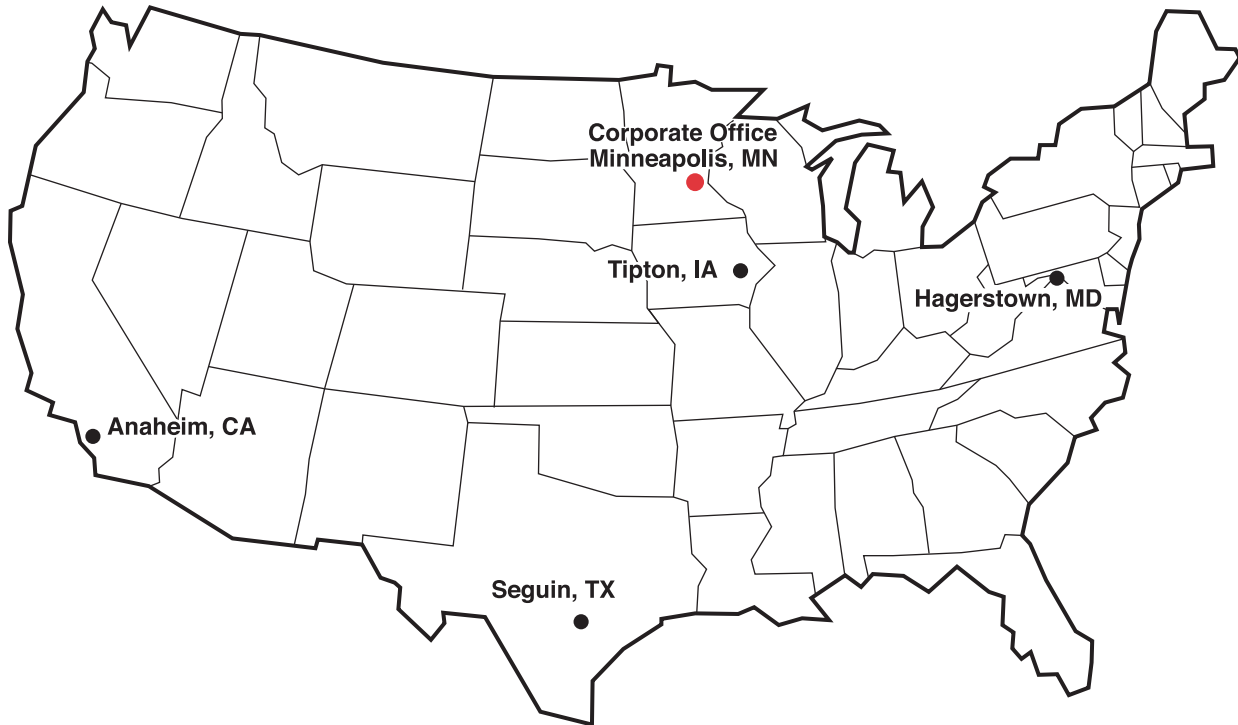 Corporate Office
Minneapolis, MN
Tipton, IA
Hagerstown, MD
Anaheim, CA
Seguin, TX